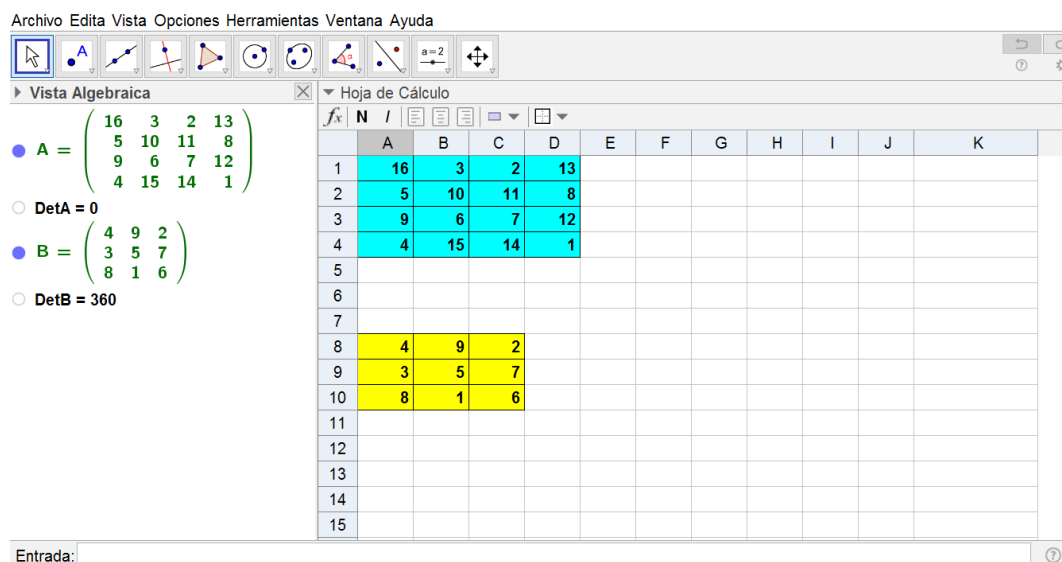 Archivo Edita Vista Opciones Herramientas Ventana Ayuda
A
α
a = 2
Vista Algebraica
Hoja de Cálculo
fx N I
A = ( 16 3 2 13
5 10 11 8
9 6 7 12
4 15 14 1 )
DetA = 0
B = ( 4 9 2
3 5 7
8 1 6 )
DetB = 360
A B C D E F G H I J K
1 16 3 2 13
2 5 10 11 8
3 9 6 7 12
4 4 15 14 1
5
6
7
8 4 9 2
9 3 5 7
10 8 1 6
11
12
13
14
15
Entrada: